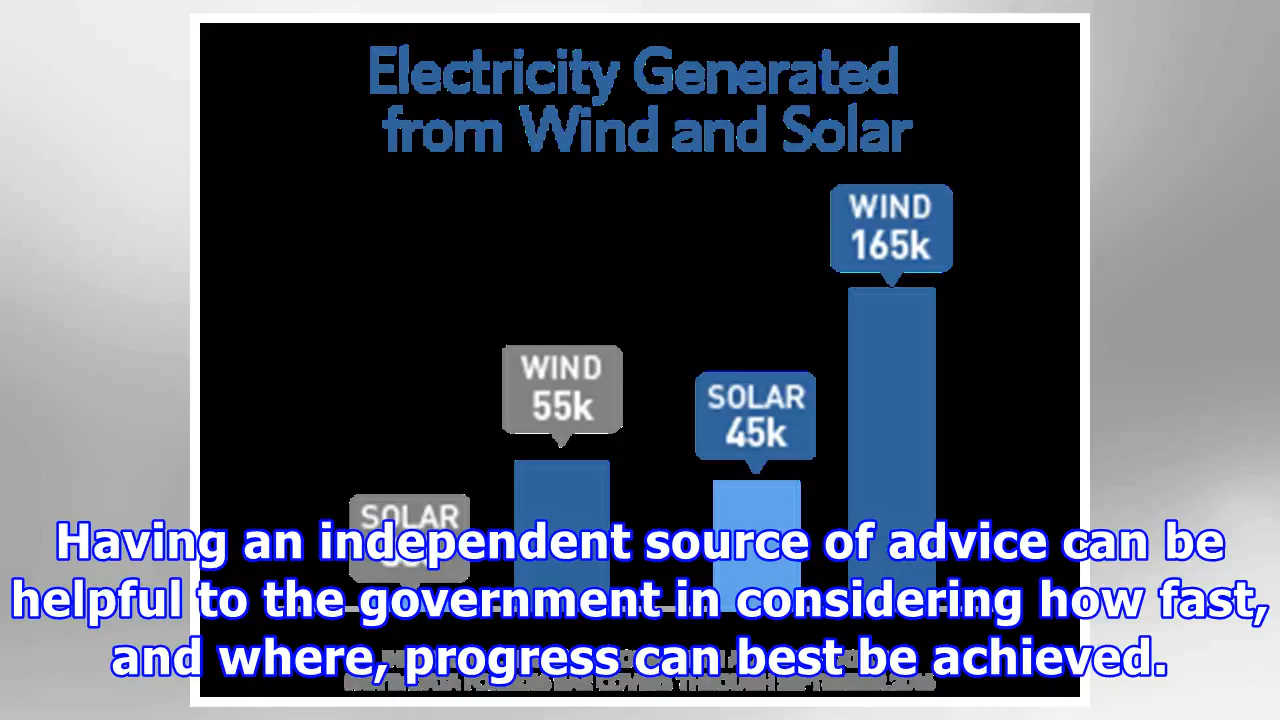 Electricity Generated
from Wind and Solar
WIND
165k
WIND
55k
SOLAR
45k
SOLAR
Having an independent source of advice can be
helpful to the government in considering how fast,
and where, progress can best be achieved.